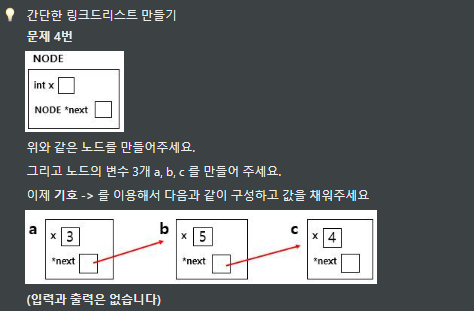 간단한 링크드리스트 만들기
문제 4번
NODE
int x
NODE *next
위와 같은 노드를 만들어주세요.
그리고 노드의 변수 3개 a, b, c 를 만들어 주세요.
이제 기호 -> 를 이용해서 다음과 같이 구성하고 값을 채워주세요
a x 3 b x 5 c x 4
*next *next *next
(입력과 출력은 없습니다)